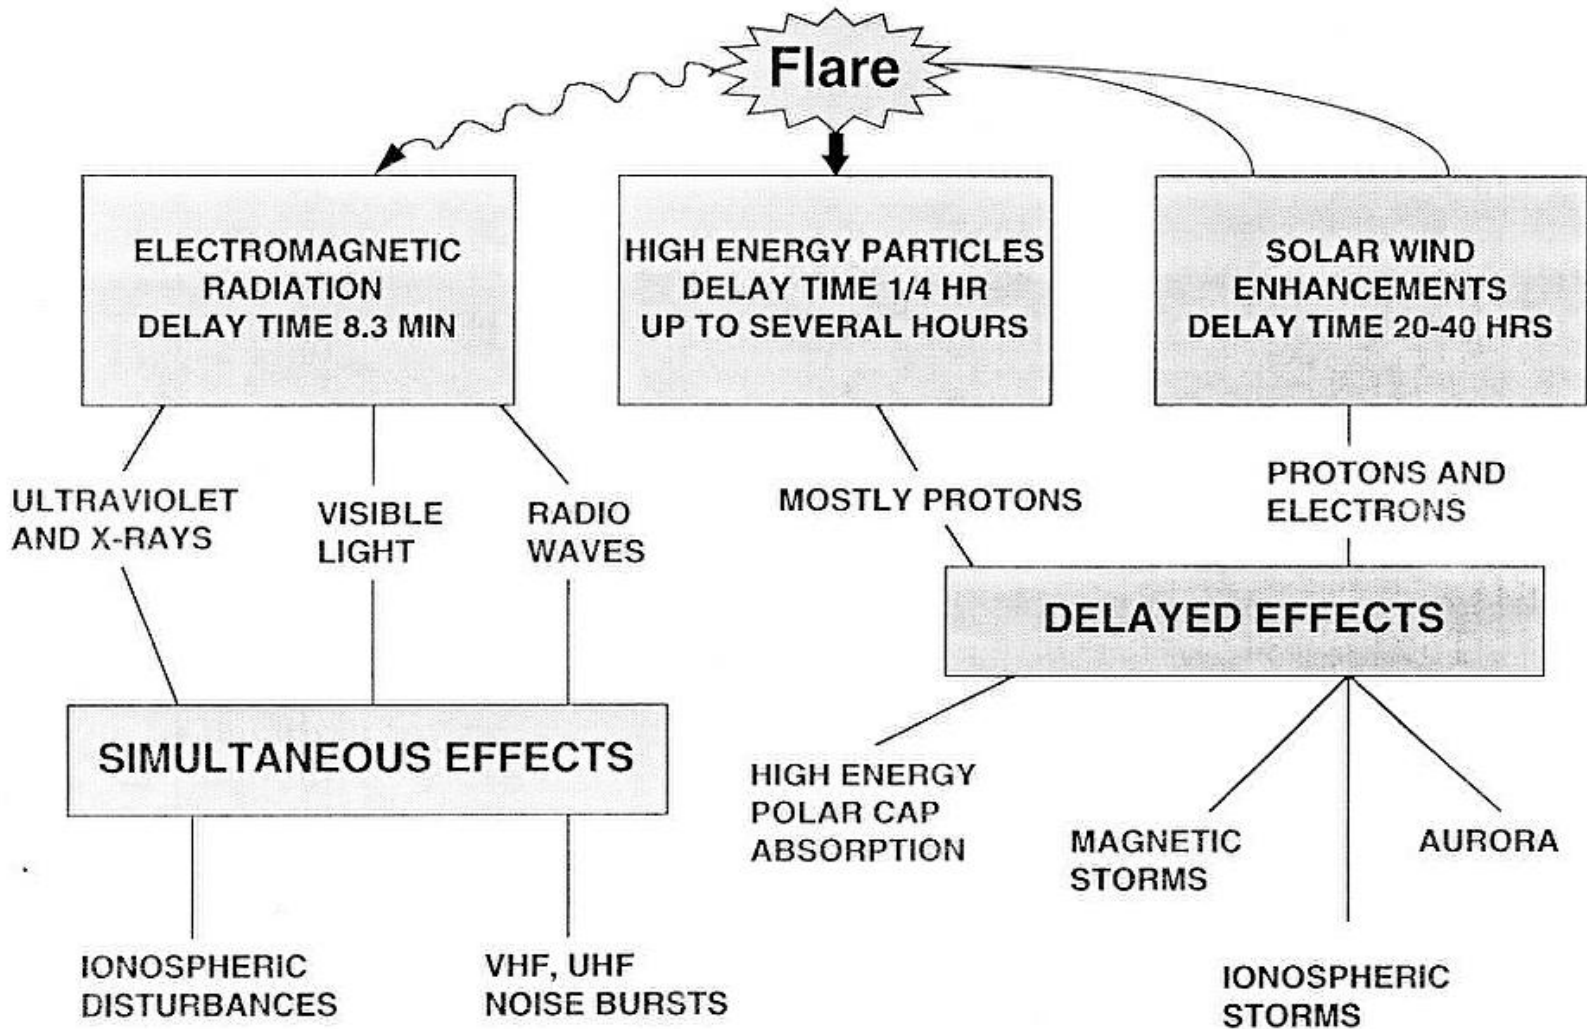 Flare
ELECTROMAGNETIC
RADIATION
DELAY TIME 8.3 MIN
HIGH ENERGY PARTICLES
DELAY TIME 1/4 HR
UP TO SEVERAL HOURS
SOLAR WIND
ENHANCEMENTS
DELAY TIME 20-40 HRS
ULTRAVIOLET
AND X-RAYS
VISIBLE
LIGHT
RADIO
WAVES
MOSTLY PROTONS
PROTONS AND
ELECTRONS
SIMULTANEOUS EFFECTS
DELAYED EFFECTS
IONOSPHERIC
DISTURBANCES
VHF, UHF
NOISE BURSTS
HIGH ENERGY
POLAR CAP
ABSORPTION
MAGNETIC
STORMS
IONOSPHERIC
STORMS
AURORA